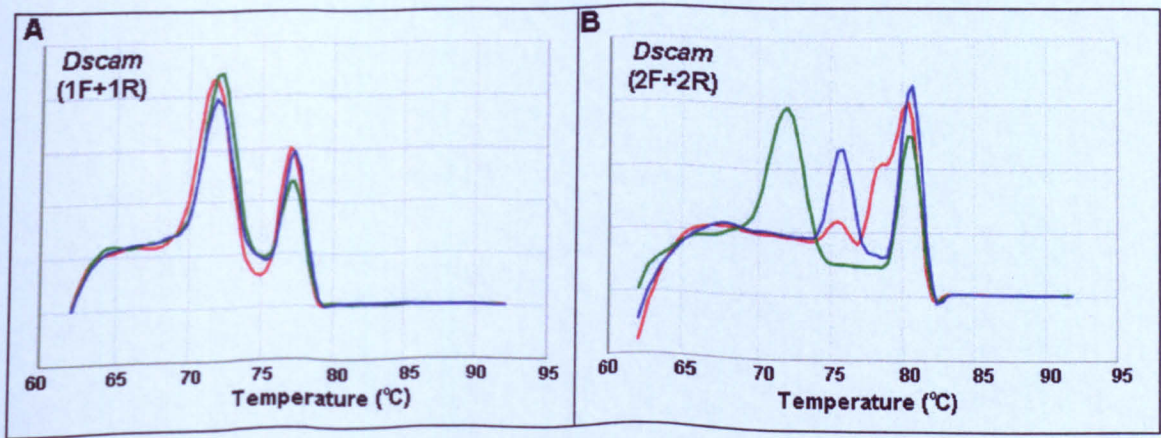 A
Dscam
(1F+1R)
60 65 70 75 80 85 90 95
Temperature (°C)
B
Dscam
(2F+2R)
60 65 70 75 80 85 90 95
Temperature (°C)